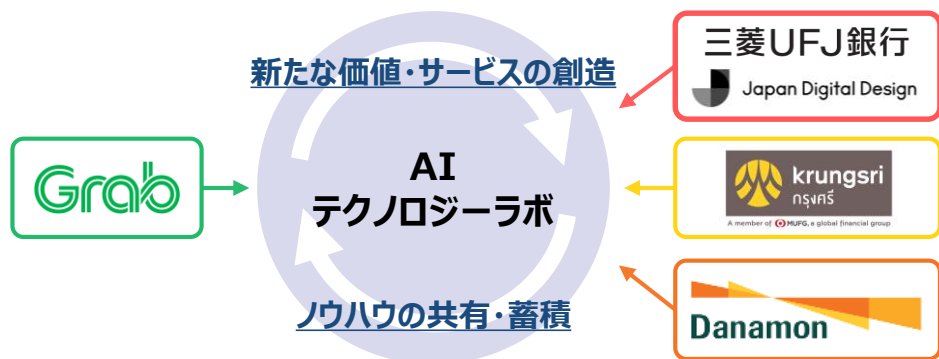 新たな価値・サービスの創造
AI
テクノロジーラボ
ノウハウの共有・蓄積
Grab
三菱UFJ銀行
Japan Digital Design
krungsri
กรุงศรี
A member of MUFG, a global financial group
Danamon